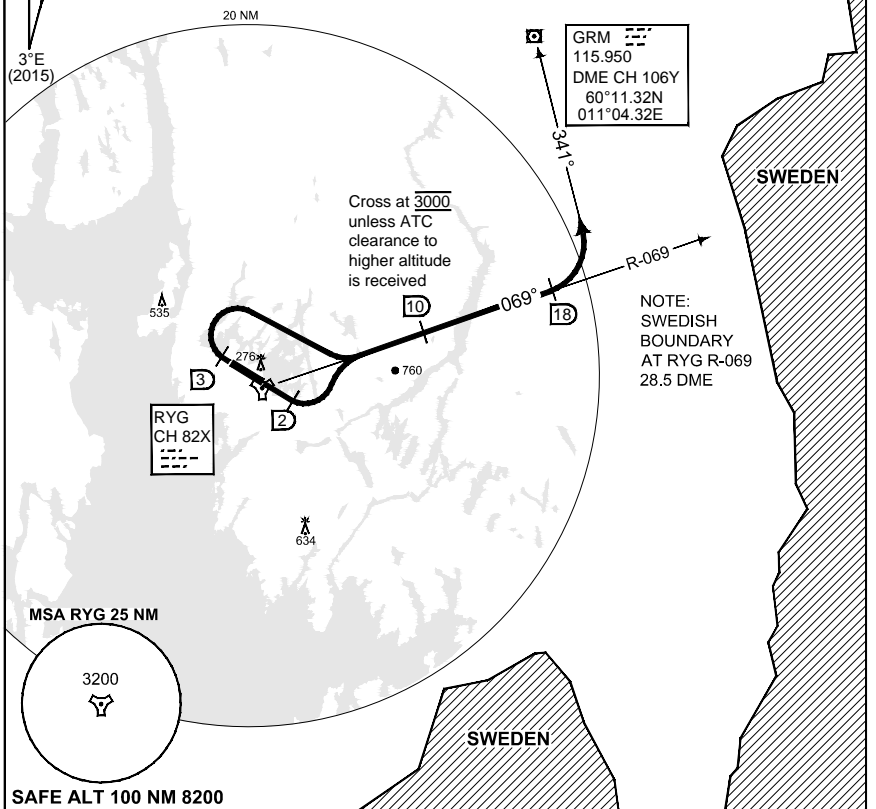 20 NM
3°E
(2015)
GRM
115.950
DME CH 106Y
60°11.32N
011°04.32E
341°
SWEDEN
Cross at 3000
unless ATC
clearance to
higher altitude
is received
R-069
069°
10
18
NOTE:
SWEDISH
BOUNDARY
AT RYG R-069
28.5 DME
535
276
760
3
2
RYG
CH 82X
634
MSA RYG 25 NM
3200
SWEDEN
SAFE ALT 100 NM 8200